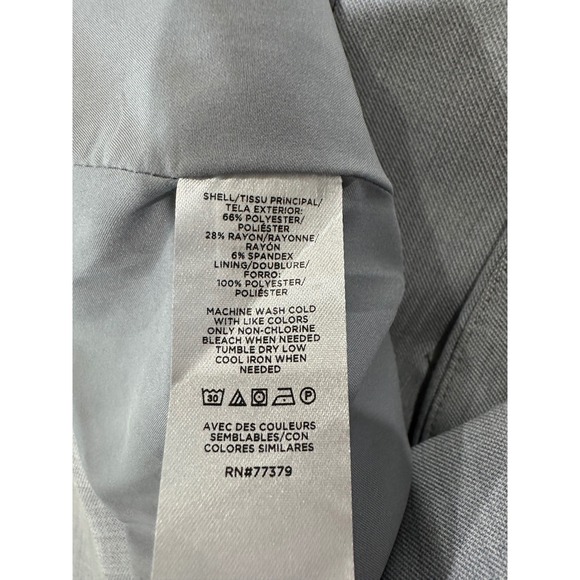 SHELL/TISSU PRINCIPAL/
TELA EXTERIOR:
66% POLYESTER/
POLIÉSTER
28% RAYON/RAYONNE/
RAYÓN
6% SPANDEX
LINING/DOUBLURE/
FORRO:
100% POLYESTER/
POLIÉSTER
MACHINE WASH COLD
WITH LIKE COLORS
ONLY NON-CHLORINE
BLEACH WHEN NEEDED
TUMBLE DRY LOW
COOL IRON WHEN
NEEDED
30 P
AVEC DES COULEURS
SEMBLABLES/CON
COLORES SIMILARES
RN#77379